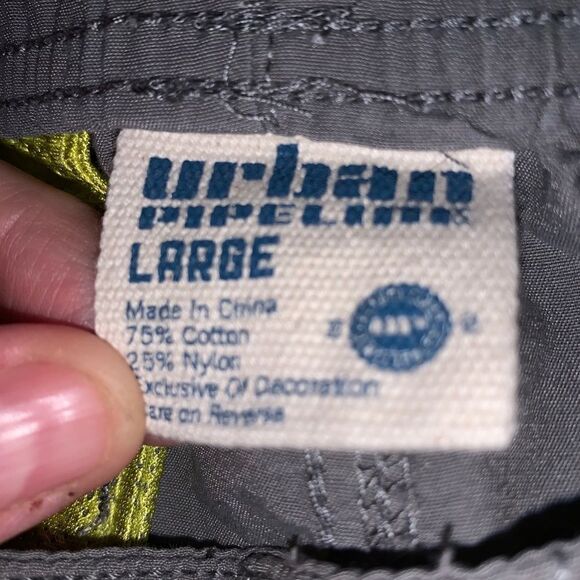 urban
PIPELINE
LARGE
Made In China
75% Cotton
25% Nylon
Exclusive Of Decoration
Care on Reverse